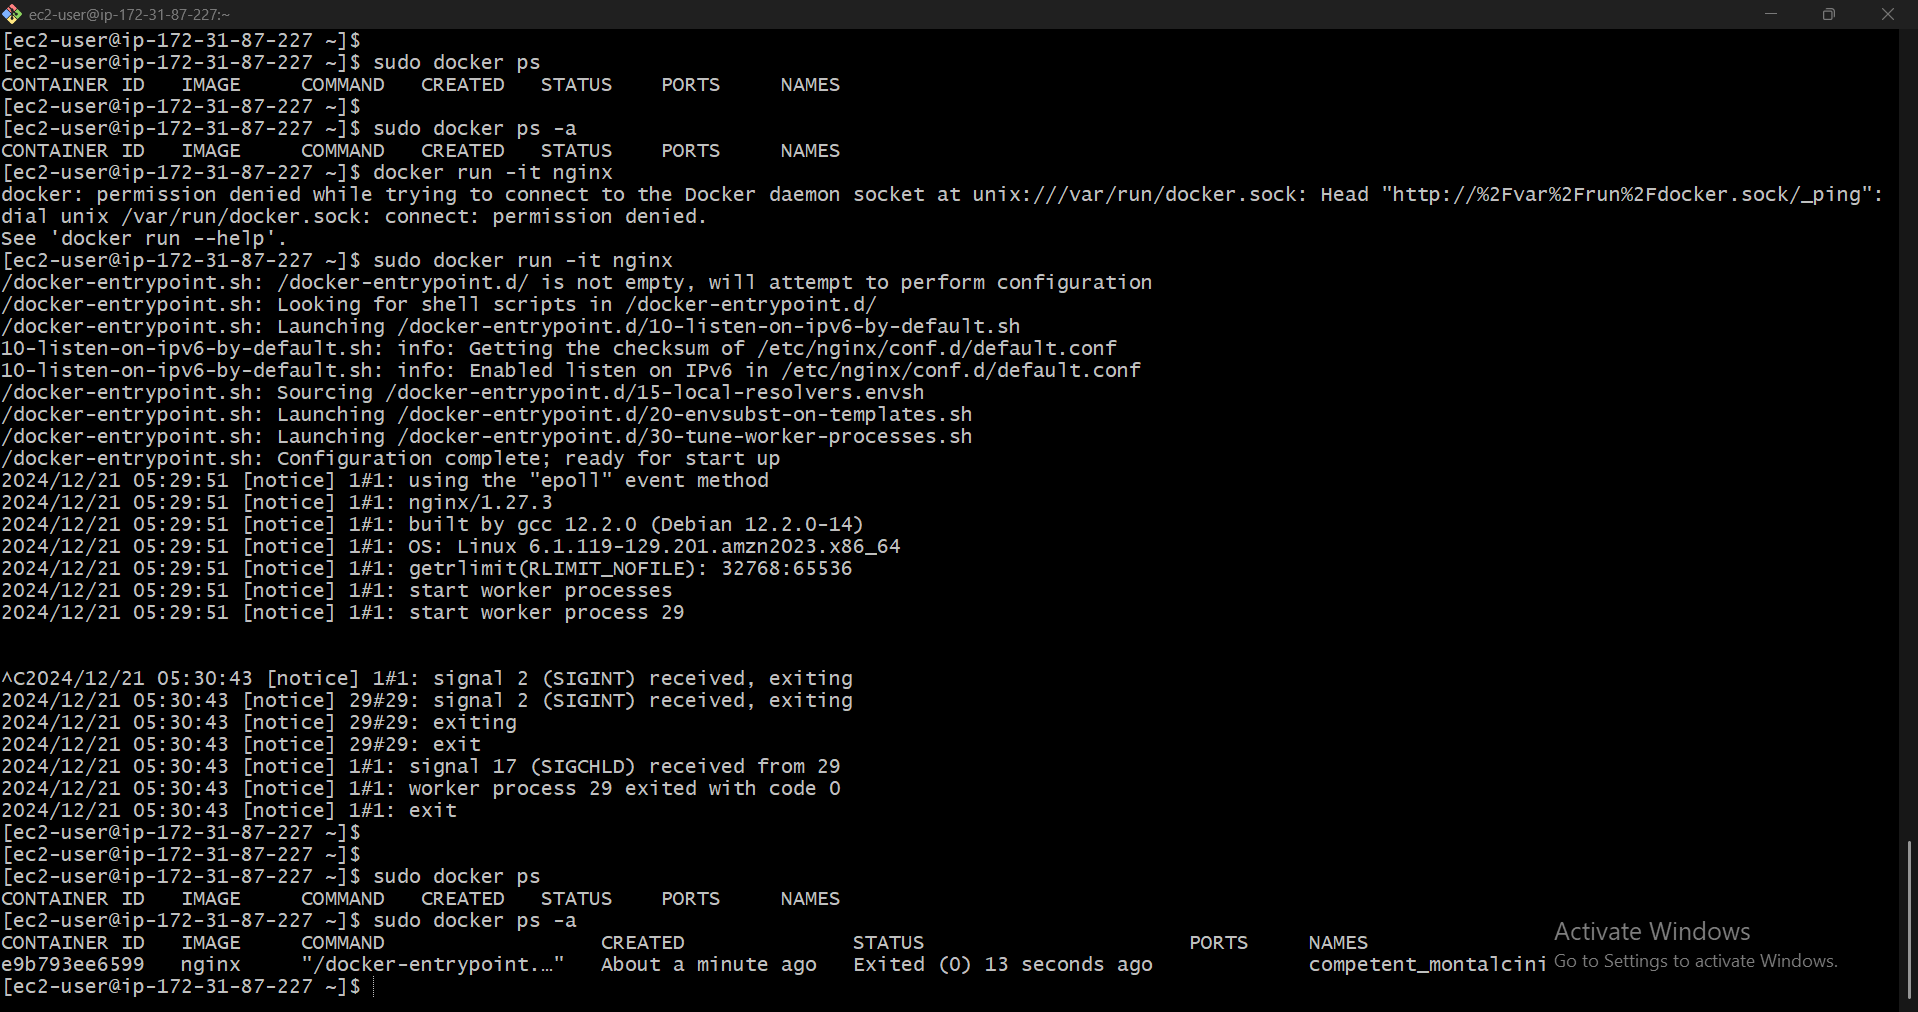 ec2-user@ip-172-31-87-227:~
[ec2-user@ip-172-31-87-227 ~]$
[ec2-user@ip-172-31-87-227 ~]$ sudo docker ps
CONTAINER ID   IMAGE     COMMAND   CREATED   STATUS    PORTS     NAMES
[ec2-user@ip-172-31-87-227 ~]$
[ec2-user@ip-172-31-87-227 ~]$ sudo docker ps -a
CONTAINER ID   IMAGE     COMMAND   CREATED   STATUS    PORTS     NAMES
[ec2-user@ip-172-31-87-227 ~]$ docker run -it nginx
docker: permission denied while trying to connect to the Docker daemon socket at unix:///var/run/docker.sock: Head "http://%2Fvar%2Frun%2Fdocker.sock/_ping":
dial unix /var/run/docker.sock: connect: permission denied.
See 'docker run --help'.
[ec2-user@ip-172-31-87-227 ~]$ sudo docker run -it nginx
/docker-entrypoint.sh: /docker-entrypoint.d/ is not empty, will attempt to perform configuration
/docker-entrypoint.sh: Looking for shell scripts in /docker-entrypoint.d/
/docker-entrypoint.sh: Launching /docker-entrypoint.d/10-listen-on-ipv6-by-default.sh
10-listen-on-ipv6-by-default.sh: info: Getting the checksum of /etc/nginx/conf.d/default.conf
10-listen-on-ipv6-by-default.sh: info: Enabled listen on IPv6 in /etc/nginx/conf.d/default.conf
/docker-entrypoint.sh: Sourcing /docker-entrypoint.d/15-local-resolvers.envsh
/docker-entrypoint.sh: Launching /docker-entrypoint.d/20-envsubst-on-templates.sh
/docker-entrypoint.sh: Launching /docker-entrypoint.d/30-tune-worker-processes.sh
/docker-entrypoint.sh: Configuration complete; ready for start up
2024/12/21 05:29:51 [notice] 1#1: using the "epoll" event method
2024/12/21 05:29:51 [notice] 1#1: nginx/1.27.3
2024/12/21 05:29:51 [notice] 1#1: built by gcc 12.2.0 (Debian 12.2.0-14)
2024/12/21 05:29:51 [notice] 1#1: OS: Linux 6.1.119-129.201.amzn2023.x86_64
2024/12/21 05:29:51 [notice] 1#1: getrlimit(RLIMIT_NOFILE): 32768:65536
2024/12/21 05:29:51 [notice] 1#1: start worker processes
2024/12/21 05:29:51 [notice] 1#1: start worker process 29
^C2024/12/21 05:30:43 [notice] 1#1: signal 2 (SIGINT) received, exiting
2024/12/21 05:30:43 [notice] 29#29: signal 2 (SIGINT) received, exiting
2024/12/21 05:30:43 [notice] 29#29: exiting
2024/12/21 05:30:43 [notice] 29#29: exit
2024/12/21 05:30:43 [notice] 1#1: signal 17 (SIGCHLD) received from 29
2024/12/21 05:30:43 [notice] 1#1: worker process 29 exited with code 0
2024/12/21 05:30:43 [notice] 1#1: exit
[ec2-user@ip-172-31-87-227 ~]$
[ec2-user@ip-172-31-87-227 ~]$
[ec2-user@ip-172-31-87-227 ~]$ sudo docker ps
CONTAINER ID   IMAGE     COMMAND   CREATED   STATUS    PORTS     NAMES
[ec2-user@ip-172-31-87-227 ~]$ sudo docker ps -a
CONTAINER ID   IMAGE     COMMAND                  CREATED              STATUS                      PORTS     NAMES
e9b793ee6599   nginx     "/docker-entrypoint.…"   About a minute ago   Exited (0) 13 seconds ago             competent_montalcini
[ec2-user@ip-172-31-87-227 ~]$
Activate Windows
Go to Settings to activate Windows.